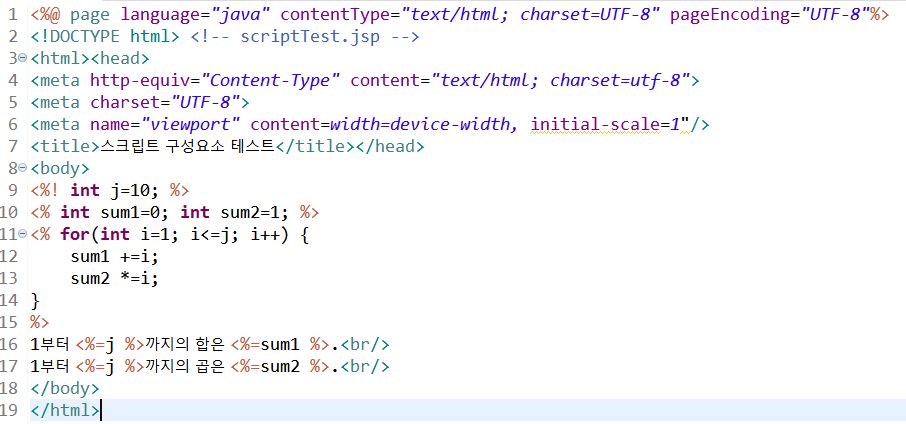 1 <%@ page language="java" contentType="text/html; charset=UTF-8" pageEncoding="UTF-8"%>
2 <!DOCTYPE html> <!-- scriptTest.jsp -->
3 <html><head>
4 <meta http-equiv="Content-Type" content="text/html; charset=utf-8">
5 <meta charset="UTF-8">
6 <meta name="viewport" content=width=device-width, initial-scale=1"/>
7 <title>스크립트 구성요소 테스트</title></head>
8 <body>
9 <%! int j=10; %>
10 <% int sum1=0; int sum2=1; %>
11 <% for(int i=1; i<=j; i++) {
12     sum1 +=i;
13     sum2 *=i;
14 }
15 %>
16 1부터 <%=j %>까지의 합은 <%=sum1 %>.<br/>
17 1부터 <%=j %>까지의 곱은 <%=sum2 %>.<br/>
18 </body>
19 </html>